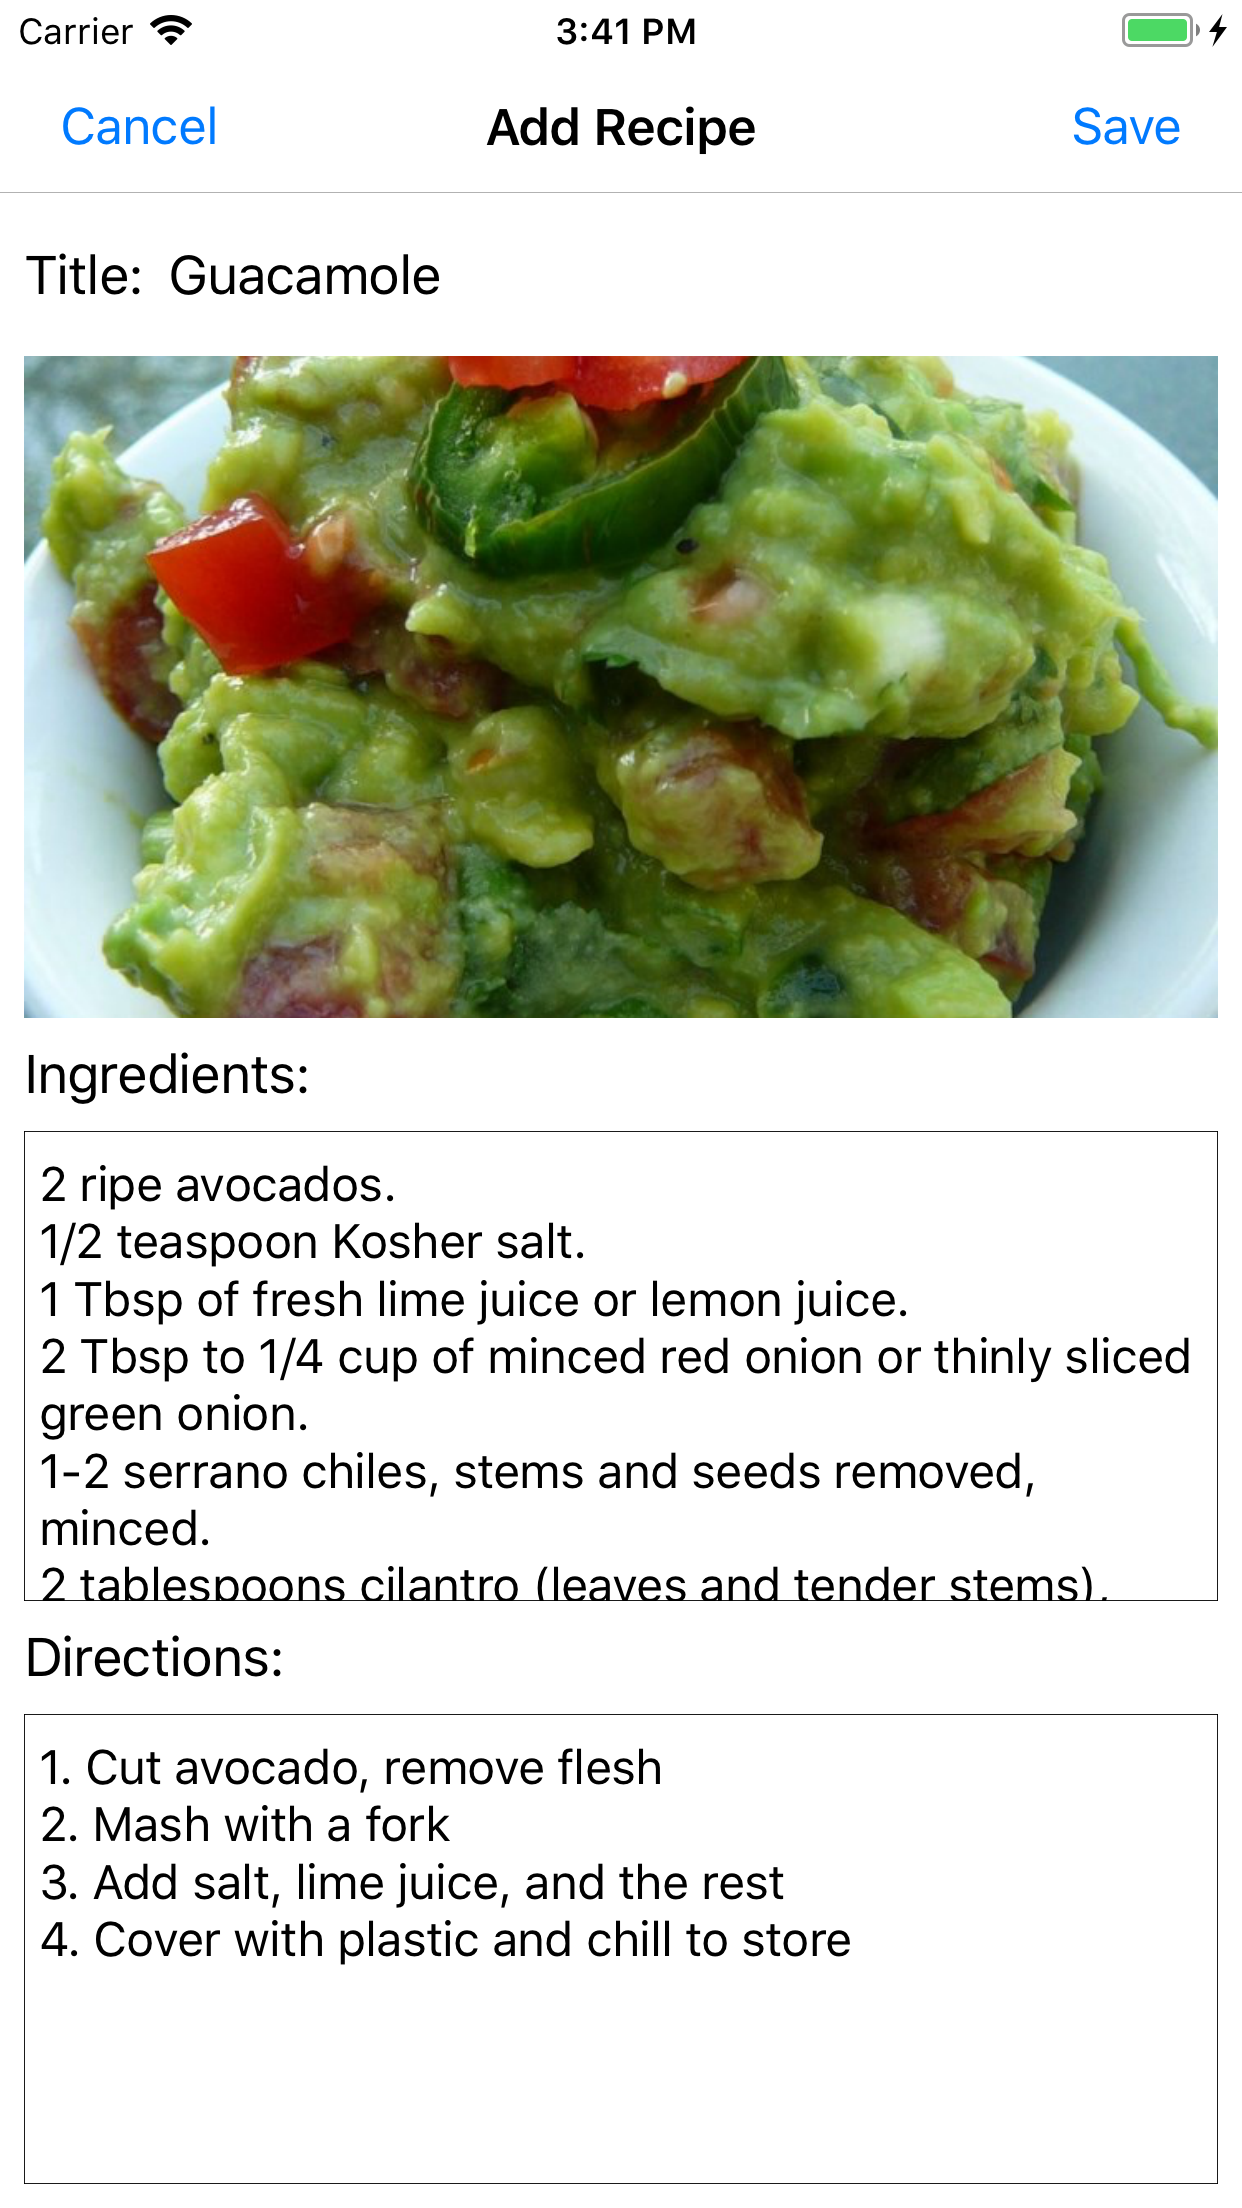 Carrier 3:41 PM
Cancel Add Recipe Save
Title: Guacamole
Ingredients:
2 ripe avocados.
1/2 teaspoon Kosher salt.
1 Tbsp of fresh lime juice or lemon juice.
2 Tbsp to 1/4 cup of minced red onion or thinly sliced
green onion.
1-2 serrano chiles, stems and seeds removed,
minced.
2 tablespoons cilantro (leaves and tender stems),
Directions:
1. Cut avocado, remove flesh
2. Mash with a fork
3. Add salt, lime juice, and the rest
4. Cover with plastic and chill to store